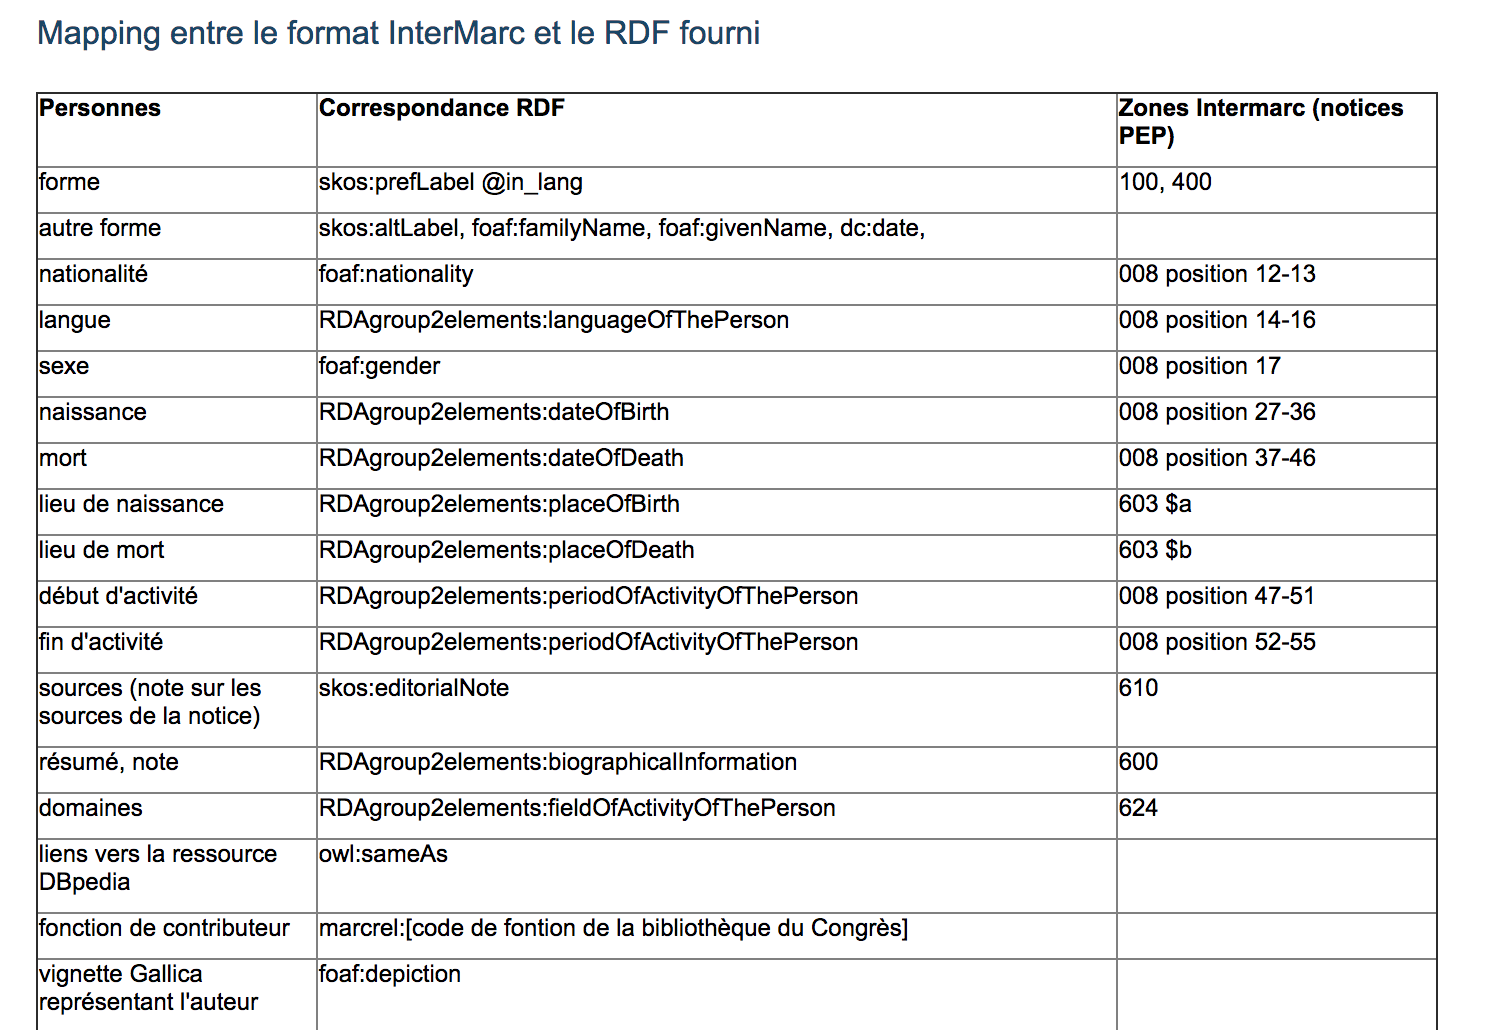 Mapping entre le format InterMarc et le RDF fourni
Personnes Correspondance RDF Zones Intermarc (notices
PEP)
forme skos:prefLabel @in_lang 100, 400
autre forme skos:altLabel, foaf:familyName, foaf:givenName, dc:date,
nationalité foaf:nationality 008 position 12-13
langue RDAgroup2elements:languageOfThePerson 008 position 14-16
sexe foaf:gender 008 position 17
naissance RDAgroup2elements:dateOfBirth 008 position 27-36
mort RDAgroup2elements:dateOfDeath 008 position 37-46
lieu de naissance RDAgroup2elements:placeOfBirth 603 $a
lieu de mort RDAgroup2elements:placeOfDeath 603 $b
début d'activité RDAgroup2elements:periodOfActivityOfThePerson 008 position 47-51
fin d'activité RDAgroup2elements:periodOfActivityOfThePerson 008 position 52-55
sources (note sur les skos:editorialNote 610
sources de la notice)
résumé, note RDAgroup2elements:biographicalInformation 600
domaines RDAgroup2elements:fieldOfActivityOfThePerson 624
liens vers la ressource owl:sameAs
DBpedia
fonction de contributeur marcrel:[code de fontion de la bibliothèque du Congrès]
vignette Gallica foaf:depiction
représentant l'auteur